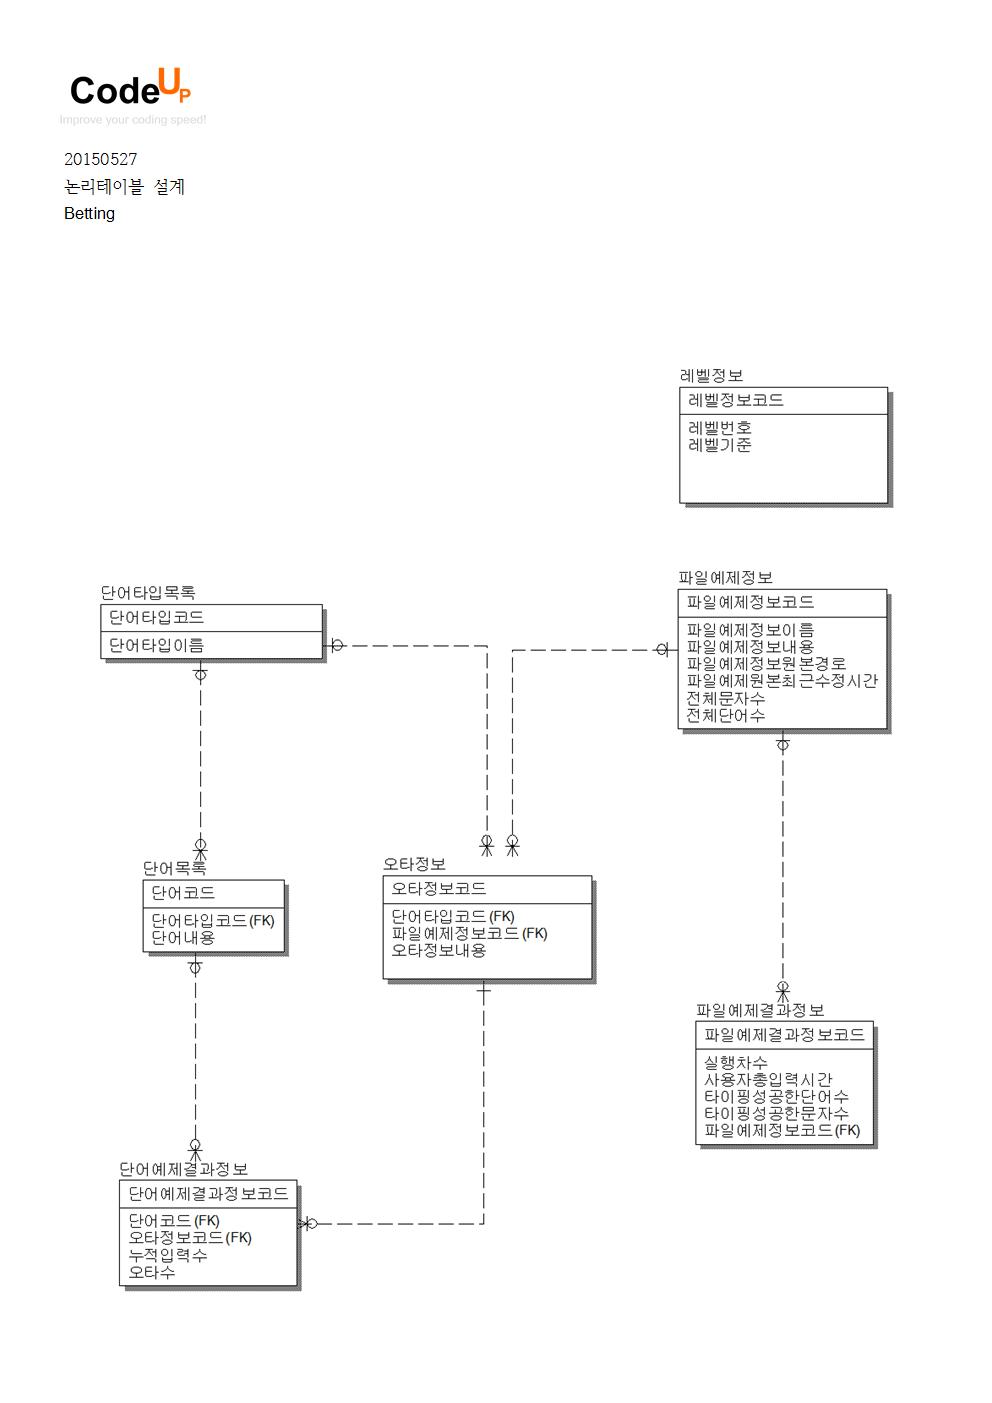 CodeUP
Improve your coding speed!
20150527
논리테이블 설계
Betting
레벨정보
레벨정보코드
레벨번호
레벨기준
파일예제정보
파일예제정보코드
파일예제정보이름
파일예제정보내용
파일예제정보원본경로
파일예제원본최근수정시간
전체문자수
전체단어수
단어타입목록
단어타입코드
단어타입이름
단어목록
단어코드
단어타입코드(FK)
단어내용
오타정보
오타정보코드
단어타입코드(FK)
파일예제정보코드(FK)
오타정보내용
파일예제결과정보
파일예제결과정보코드
실행차수
사용자총입력시간
타이핑성공한단어수
타이핑성공한문자수
파일예제정보코드(FK)
단어예제결과정보
단어예제결과정보코드
단어코드(FK)
오타정보코드(FK)
누적입력수
오타수